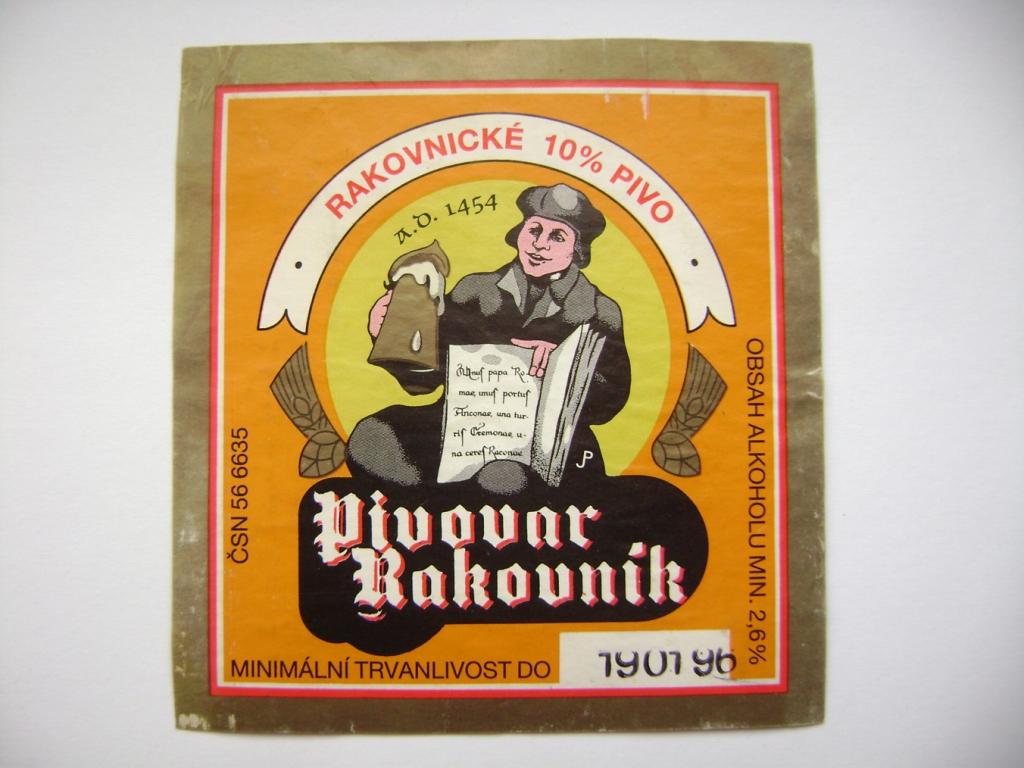 RAKOVNICKÉ 10% PIVO
A.D. 1454
Unus papa Ro-
mae, unus portus
Anconae, una tur-
ris Cremonae, u-
na ceres Raconae
JP
Pivovar
Rakovník
ČSN 56 6635
OBSAH ALKOHOLU MIN. 2,6%
MINIMÁLNÍ TRVANLIVOST DO 19 01 96